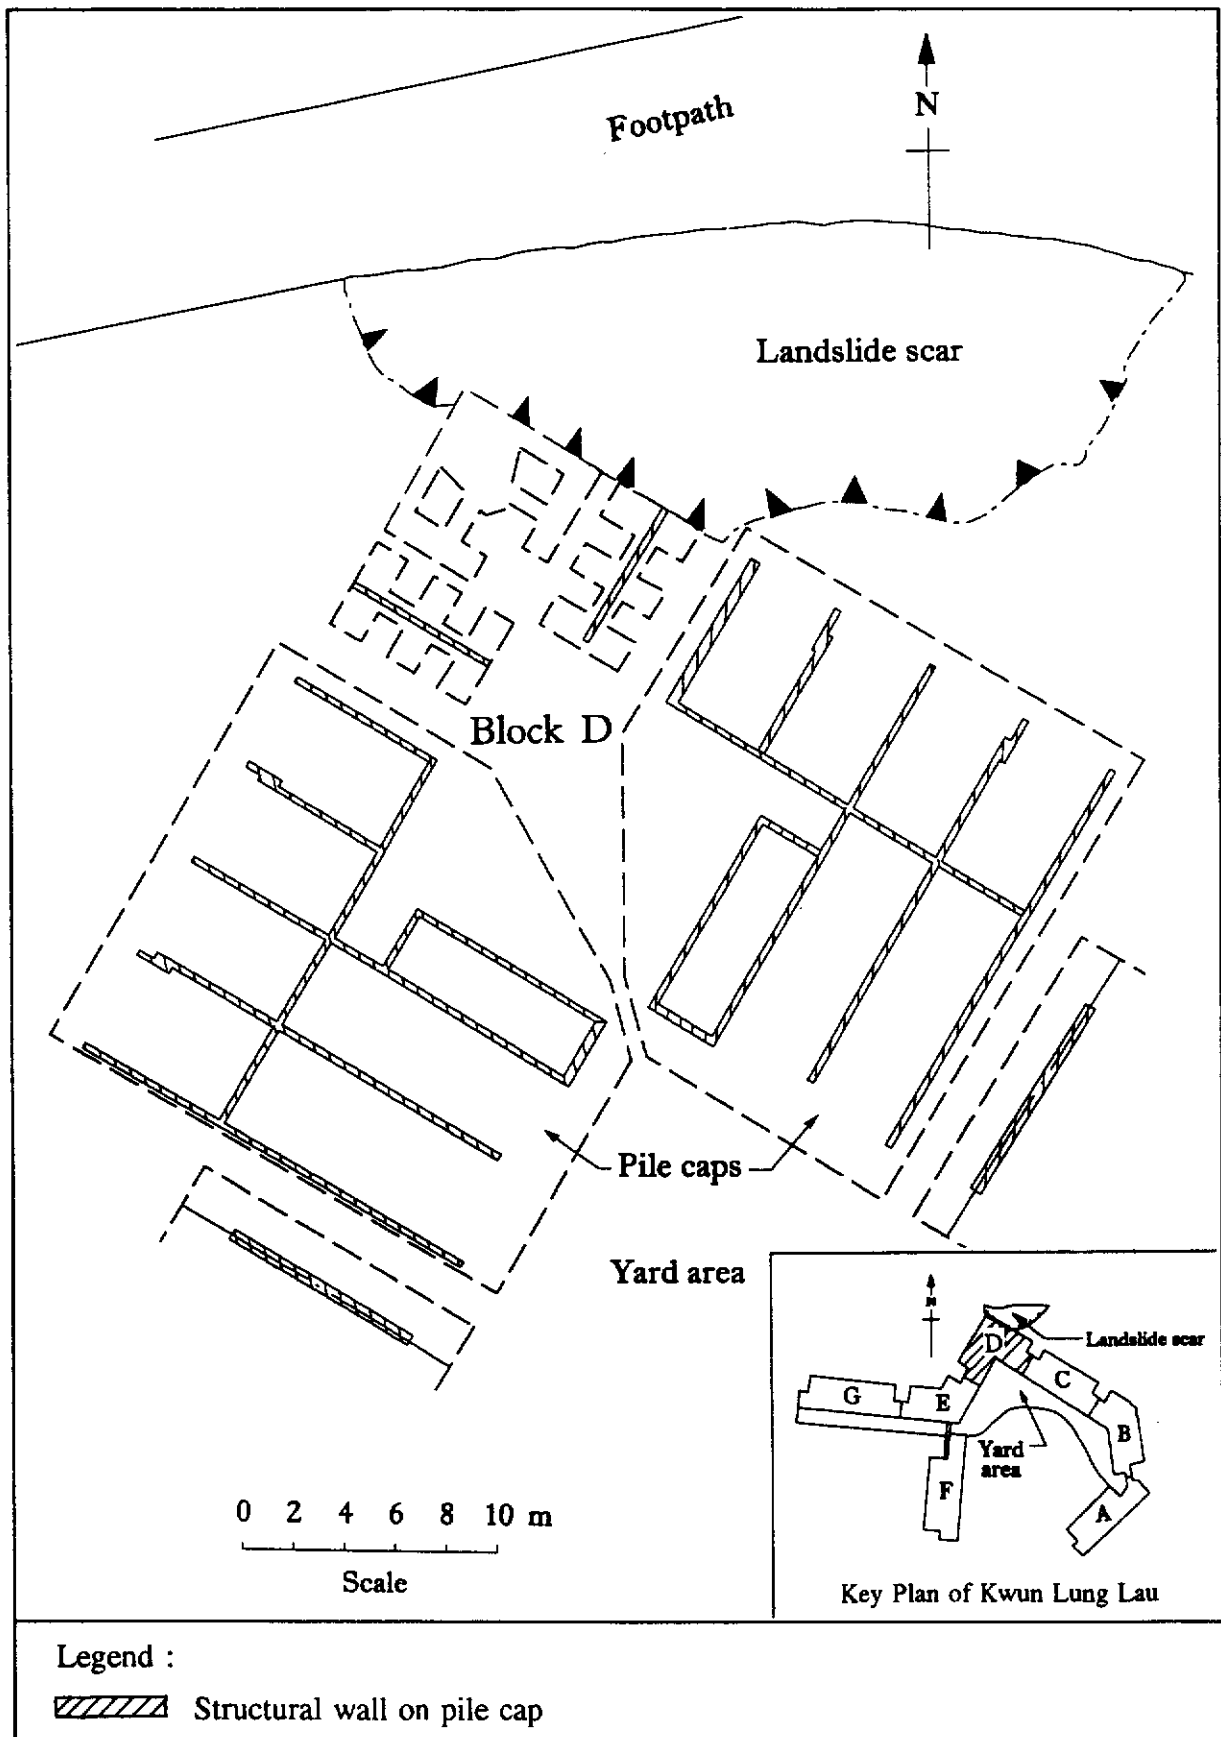 Footpath
N
Landslide scar
Block D
Pile caps
Yard area
N
D
Landslide scar
C
G
E
B
Yard
area
F
A
0 2 4 6 8 10 m
Scale
Key Plan of Kwun Lung Lau
Legend :
Structural wall on pile cap